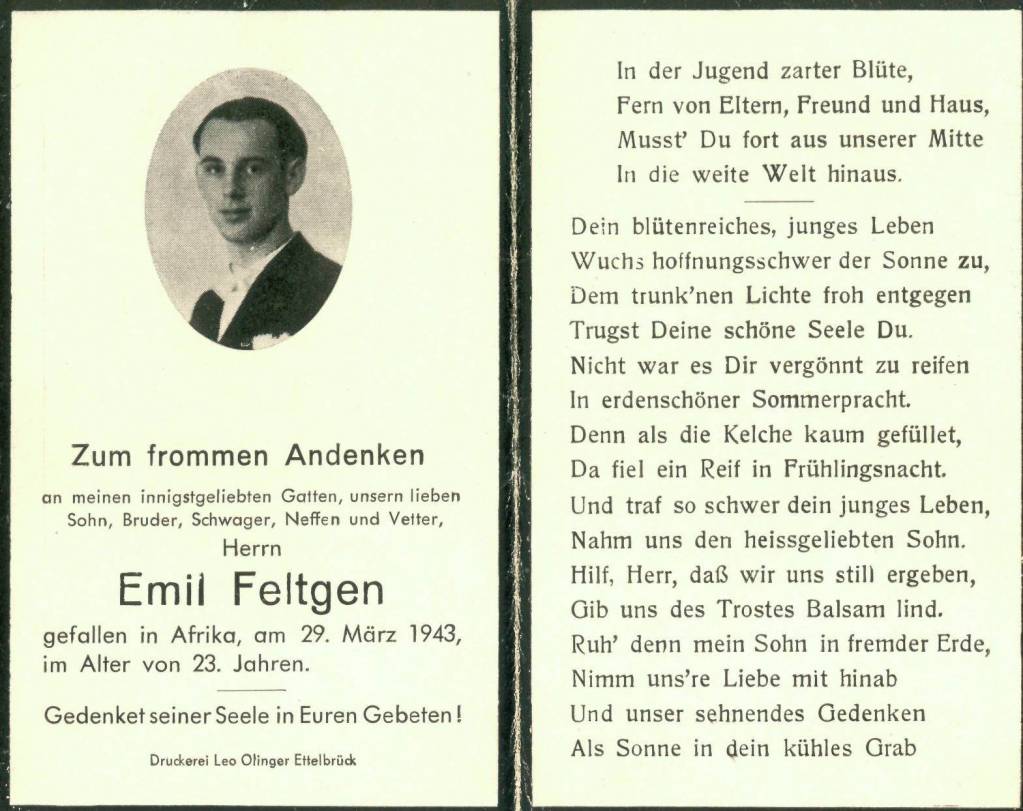 Zum frommen Andenken
an meinen innigstgeliebten Gatten, unsern lieben
Sohn, Bruder, Schwager, Neffen und Vetter,
Herrn
Emil Feltgen
gefallen in Afrika, am 29. März 1943,
im Alter von 23. Jahren.
Gedenket seiner Seele in Euren Gebeten!
Druckerei Leo Olinger Ettelbrück
In der Jugend zarter Blüte,
Fern von Eltern, Freund und Haus,
Musst' Du fort aus unserer Mitte
In die weite Welt hinaus.
Dein blütenreiches, junges Leben
Wuchs hoffnungsschwer der Sonne zu,
Dem trunk'nen Lichte froh entgegen
Trugst Deine schöne Seele Du.
Nicht war es Dir vergönnt zu reifen
In erdenschöner Sommerpracht.
Denn als die Kelche kaum gefüllet,
Da fiel ein Reif in Frühlingsnacht.
Und traf so schwer dein junges Leben,
Nahm uns den heissgeliebten Sohn.
Hilf, Herr, daß wir uns still ergeben,
Gib uns des Trostes Balsam lind.
Ruh' denn mein Sohn in fremder Erde,
Nimm uns're Liebe mit hinab
Und unser sehnendes Gedenken
Als Sonne in dein kühles Grab